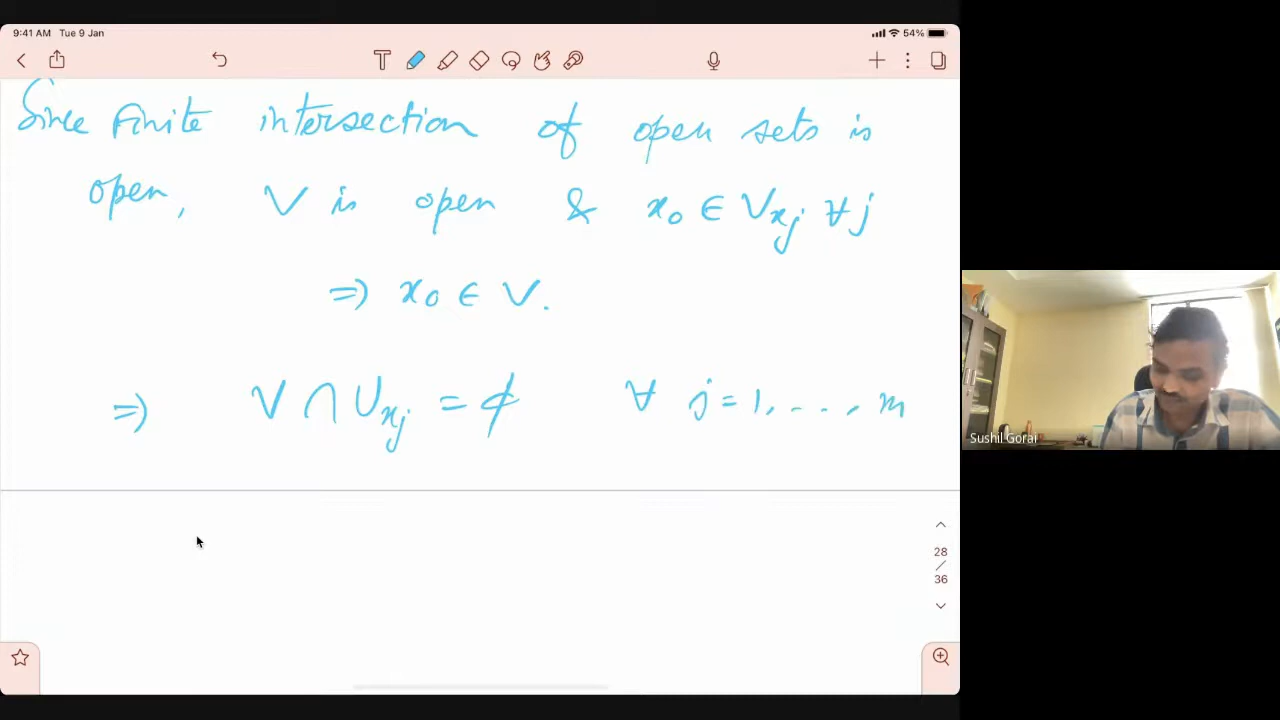 9:41 AM Tue 9 Jan
54%
T
Since finite intersection of open sets is
open, V is open & x₀ ∈ V_{x_j} ∀ j
⇒ x₀ ∈ V.
⇒ V ∩ U_{x_j} = ϕ ∀ j = 1, ..., m
28
/
36
Sushil Gorai